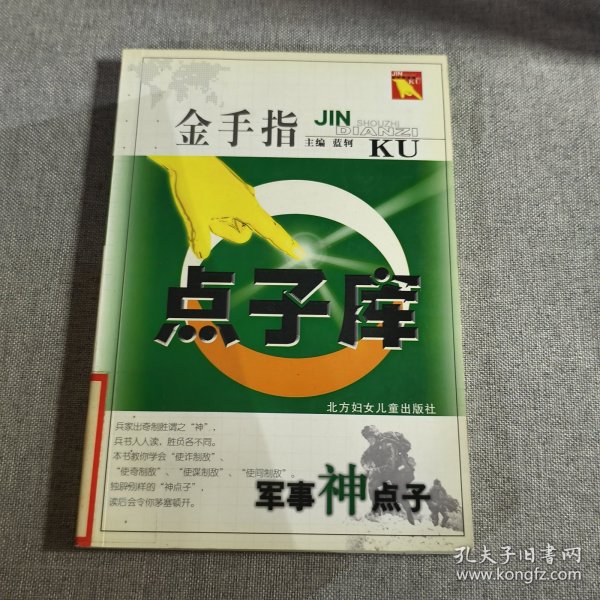 JIN
KU
金手指
JIN
SHOUZHI
DIANZI
主编 蓝轲
KU
点子库
北方妇女儿童出版社
兵家出奇制胜谓之“神”，
兵书人人读，胜负各不同。
本书教你学会“使诈制敌”、
“使奇制敌”、“使谋制敌”、“使间制敌”。
独辟别样的“神点子”，
读后会令你茅塞顿开。
军事神点子
孔夫子旧书网
www.kongfz.com